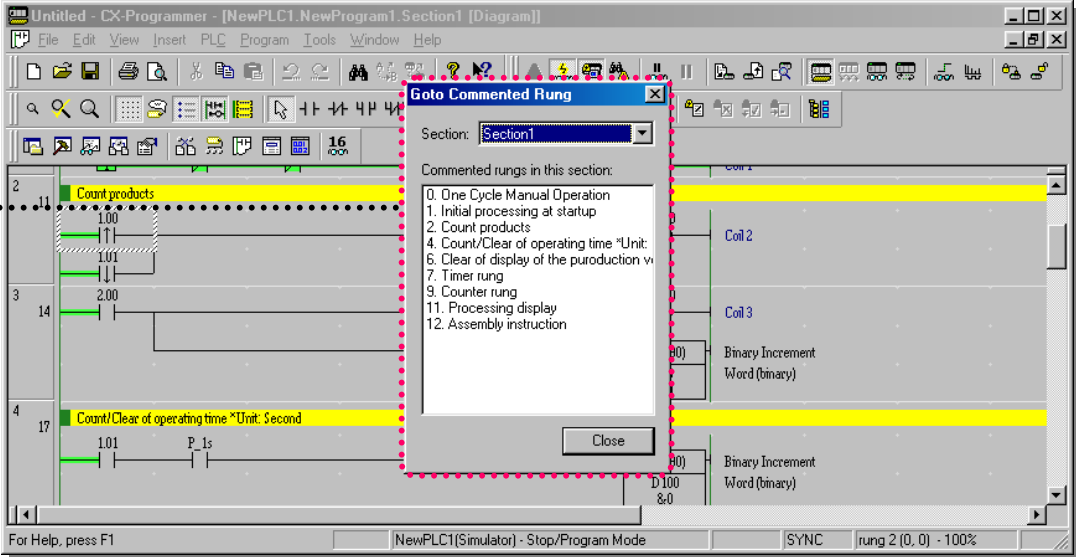 Untitled - CX-Programmer - [NewPLC1.NewProgram1.Section1 [Diagram]]
File Edit View Insert PLC Program Tools Window Help
16
Goto Commented Rung
Section: Section1
Commented rungs in this section:
0. One Cycle Manual Operation
1. Initial processing at startup
2. Count products
4. Count/Clear of operating time *Unit:
6. Clear of display of the puroduction v
7. Timer rung
9. Counter rung
11. Processing display
12. Assembly instruction
Close
2
11
Count products
1.00
Coil 2
1.01
3
14
2.00
Coil 3
Binary Increment
Word (binary)
4
17
Count/Clear of operating time *Unit: Second
1.01 P_1s
Binary Increment
D100 Word (binary)
&0
For Help, press F1 NewPLC1(Simulator) - Stop/Program Mode SYNC rung 2 (0, 0) - 100%